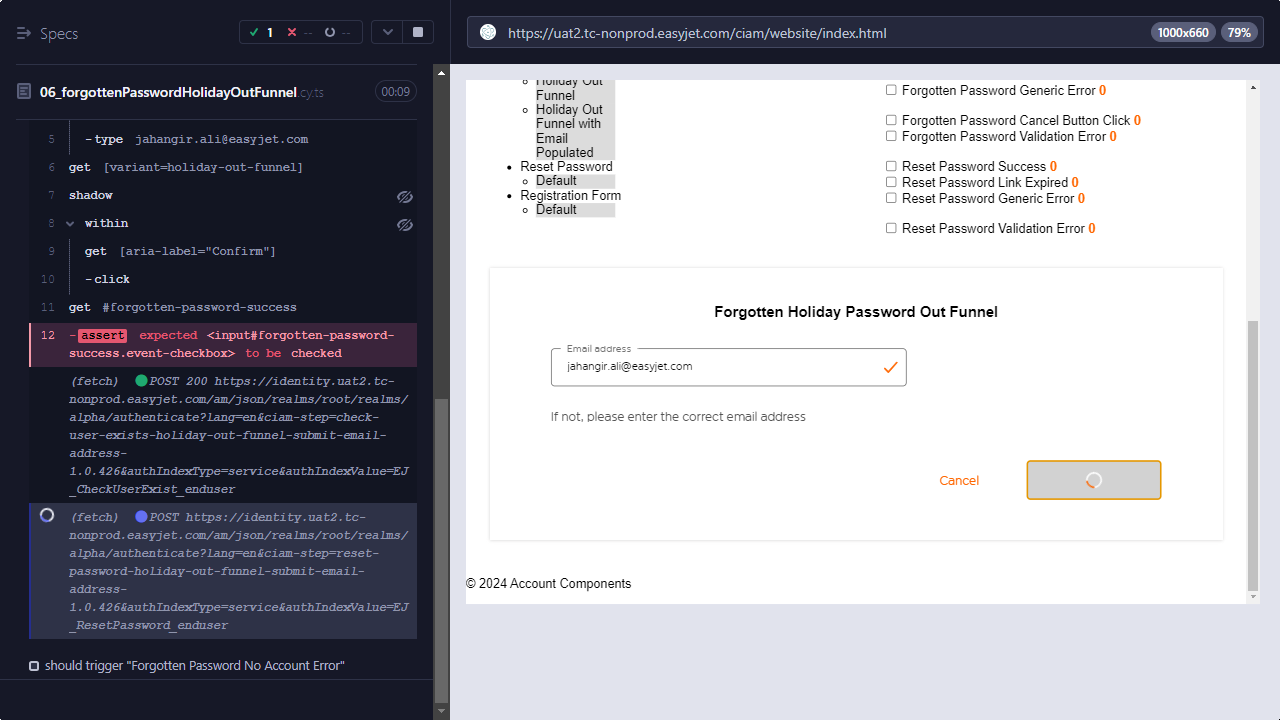 Specs
1
--
--
https://uat2.tc-nonprod.easyjet.com/ciam/website/index.html
1000x660
79%
06_forgottenPasswordHolidayOutFunnel.cy.ts
00:09
5 -type jahangir.ali@easyjet.com
6 get [variant=holiday-out-funnel]
7 shadow
8 within
9 get [aria-label="Confirm"]
10 -click
11 get #forgotten-password-success
12 -assert expected <input#forgotten-password-
success.event-checkbox> to be checked
(fetch) POST 200 https://identity.uat2.tc-
nonprod.easyjet.com/am/json/realms/root/realms/
alpha/authenticate?lang=en&ciam-step=check-
user-exists-holiday-out-funnel-submit-email-
address-
1.0.426&authIndexType=service&authIndexValue=EJ
_CheckUserExist_enduser
(fetch) POST https://identity.uat2.tc-
nonprod.easyjet.com/am/json/realms/root/realms/
alpha/authenticate?lang=en&ciam-step=reset-
password-holiday-out-funnel-submit-email-
address-
1.0.426&authIndexType=service&authIndexValue=EJ
_ResetPassword_enduser
should trigger "Forgotten Password No Account Error"
Holiday Out
Funnel
Holiday Out
Funnel with
Email
Populated
Reset Password
Default
Registration Form
Default
Forgotten Password Generic Error 0
Forgotten Password Cancel Button Click 0
Forgotten Password Validation Error 0
Reset Password Success 0
Reset Password Link Expired 0
Reset Password Generic Error 0
Reset Password Validation Error 0
Forgotten Holiday Password Out Funnel
Email address
jahangir.ali@easyjet.com
If not, please enter the correct email address
Cancel
© 2024 Account Components